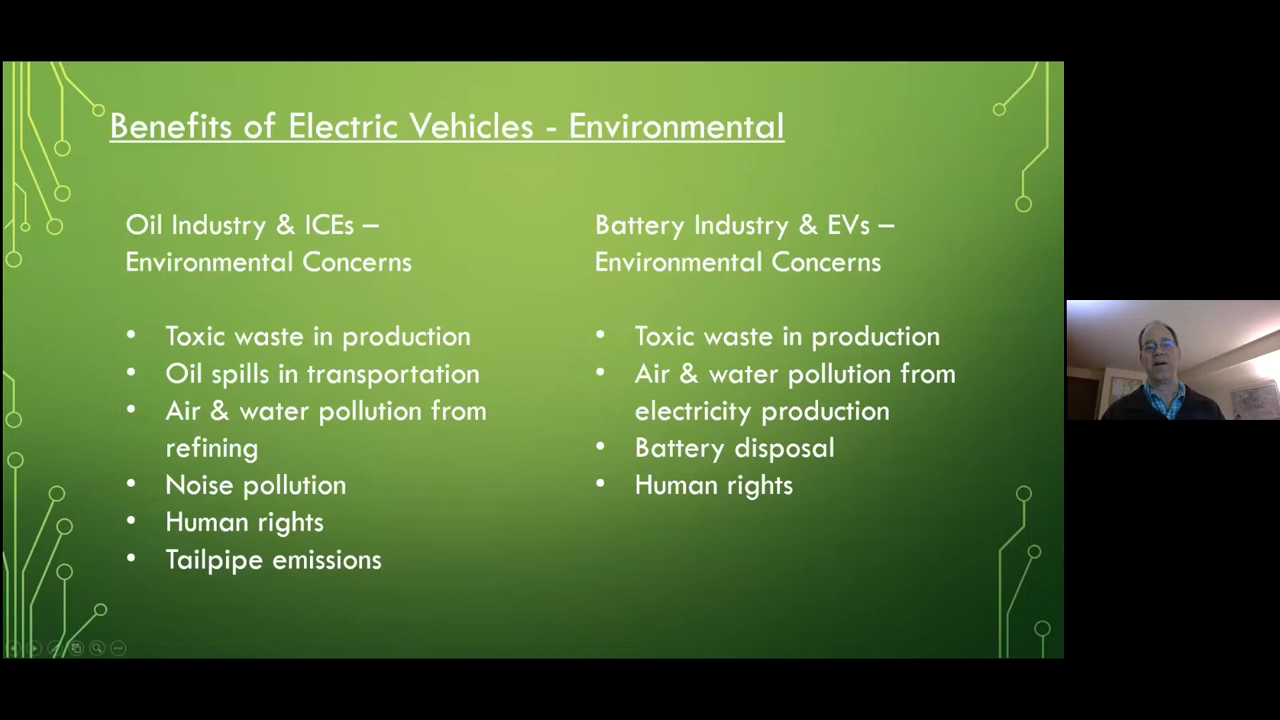 Benefits of Electric Vehicles - Environmental
Oil Industry & ICEs –
Environmental Concerns
• Toxic waste in production
• Oil spills in transportation
• Air & water pollution from
refining
• Noise pollution
• Human rights
• Tailpipe emissions
Battery Industry & EVs –
Environmental Concerns
• Toxic waste in production
• Air & water pollution from
electricity production
• Battery disposal
• Human rights